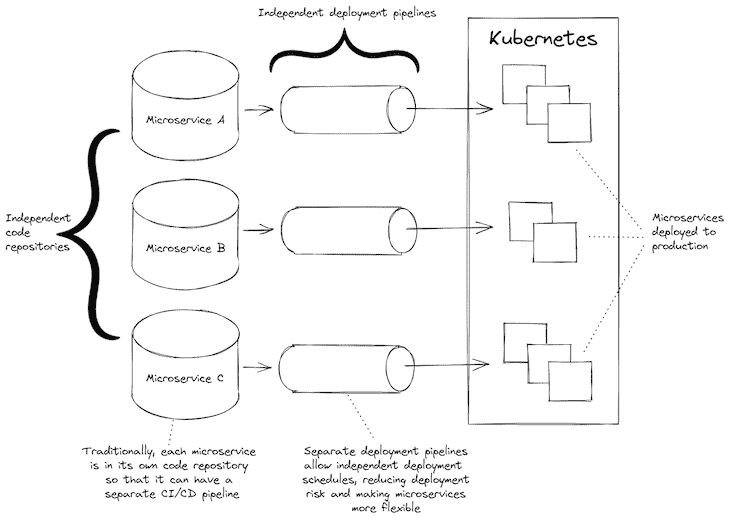 Independent deployment pipelines
Kubernetes
Microservice A
Independent
code
repositories
Microservice B
Microservices
deployed to
production
Microservice C
Traditionally, each microservice
is in its own code repository
so that it can have a
separate CI/CD pipeline
Separate deployment pipelines
allow independent deployment
schedules, reducing deployment
risk and making microservices
more flexible